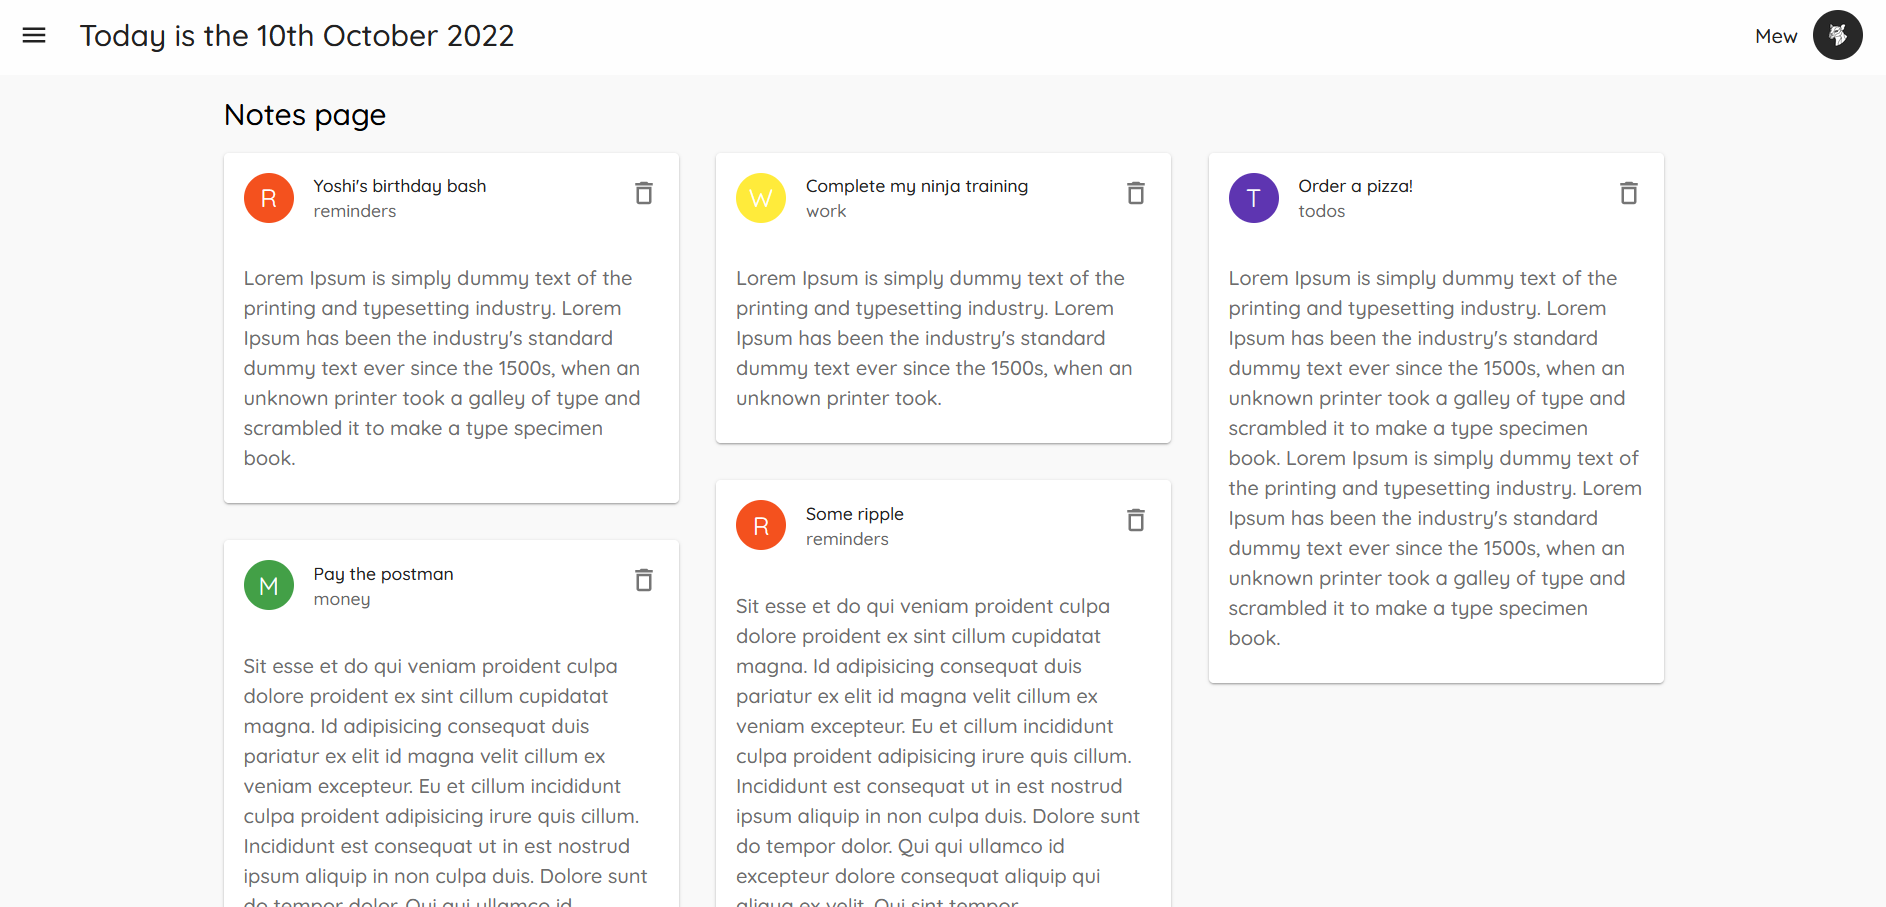 Today is the 10th October 2022
Mew
Notes page
R
Yoshi's birthday bash
reminders
Lorem Ipsum is simply dummy text of the
printing and typesetting industry. Lorem
Ipsum has been the industry's standard
dummy text ever since the 1500s, when an
unknown printer took a galley of type and
scrambled it to make a type specimen
book.
M
Pay the postman
money
Sit esse et do qui veniam proident culpa
dolore proident ex sint cillum cupidatat
magna. Id adipisicing consequat duis
pariatur ex elit id magna velit cillum ex
veniam excepteur. Eu et cillum incididunt
culpa proident adipisicing irure quis cillum.
Incididunt est consequat ut in est nostrud
ipsum aliquip in non culpa duis. Dolore sunt
do tempor dolor. Qui qui ullamco id
W
Complete my ninja training
work
Lorem Ipsum is simply dummy text of the
printing and typesetting industry. Lorem
Ipsum has been the industry's standard
dummy text ever since the 1500s, when an
unknown printer took.
R
Some ripple
reminders
Sit esse et do qui veniam proident culpa
dolore proident ex sint cillum cupidatat
magna. Id adipisicing consequat duis
pariatur ex elit id magna velit cillum ex
veniam excepteur. Eu et cillum incididunt
culpa proident adipisicing irure quis cillum.
Incididunt est consequat ut in est nostrud
ipsum aliquip in non culpa duis. Dolore sunt
do tempor dolor. Qui qui ullamco id
excepteur dolore consequat aliquip qui
aliqua ex velit. Qui sint tempor
T
Order a pizza!
todos
Lorem Ipsum is simply dummy text of the
printing and typesetting industry. Lorem
Ipsum has been the industry's standard
dummy text ever since the 1500s, when an
unknown printer took a galley of type and
scrambled it to make a type specimen
book. Lorem Ipsum is simply dummy text of
the printing and typesetting industry. Lorem
Ipsum has been the industry's standard
dummy text ever since the 1500s, when an
unknown printer took a galley of type and
scrambled it to make a type specimen
book.